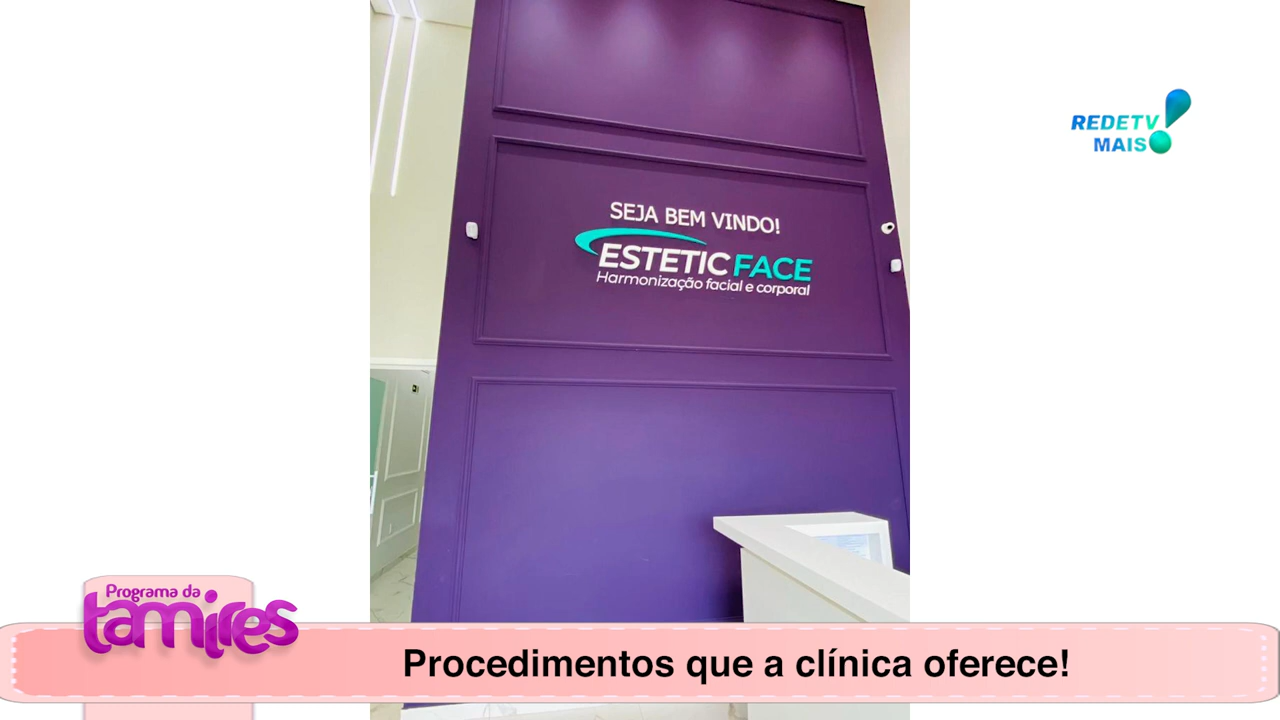 REDETV
MAIS
SEJA BEM VINDO!
ESTETIC FACE
Harmonização facial e corporal
Programa da
tamires
Procedimentos que a clínica oferece!